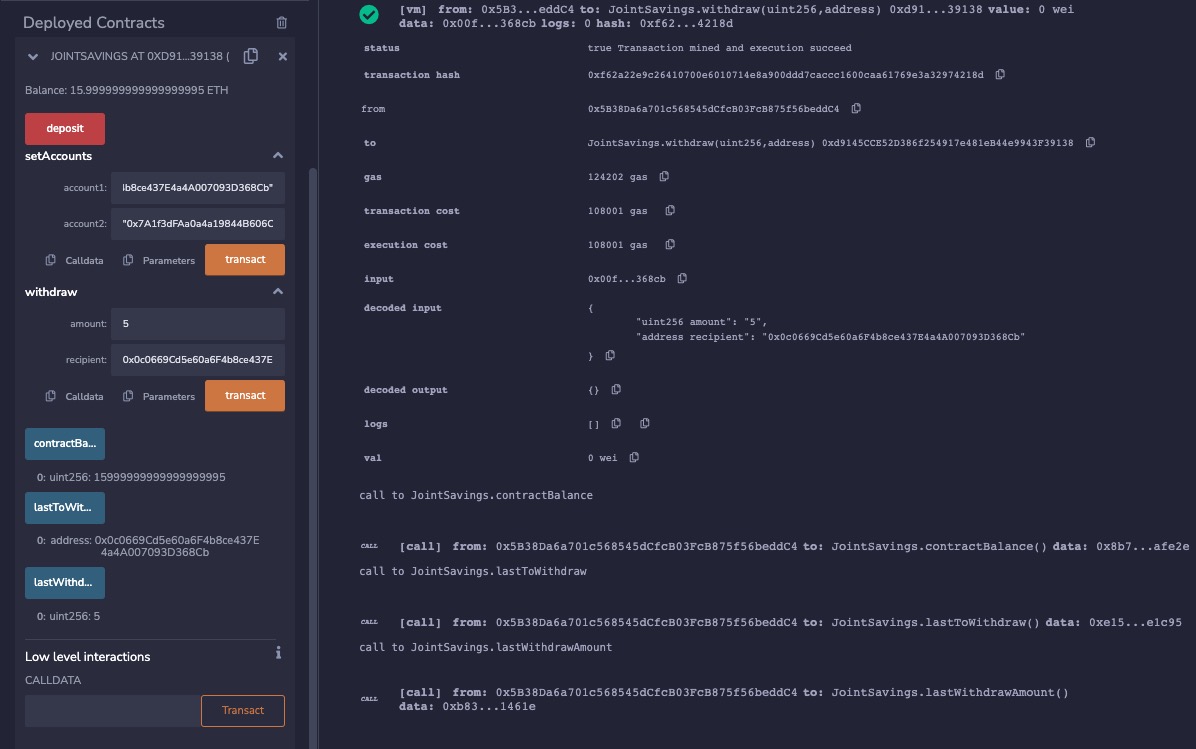 Deployed Contracts
JOINTSAVINGS AT 0XD91...39138 (
Balance: 15.999999999999999995 ETH
deposit
setAccounts
account1: 4b8ce437E4a4A007093D368Cb"
account2: "0x7A1f3dFAa0a4a19844B606C
Calldata Parameters transact
withdraw
amount: 5
recipient: 0x0c0669Cd5e60a6F4b8ce437E
Calldata Parameters transact
contractBa...
0: uint256: 15999999999999999995
lastToWit...
0: address: 0x0c0669Cd5e60a6F4b8ce437E
4a4A007093D368Cb
lastWithd...
0: uint256: 5
Low level interactions
i
CALLDATA
Transact
[vm] from: 0x5B3...eddC4 to: JointSavings.withdraw(uint256,address) 0xd91...39138 value: 0 wei
data: 0x00f...368cb logs: 0 hash: 0xf62...4218d
status true Transaction mined and execution succeed
transaction hash 0xf62a22e9c26410700e6010714e8a900ddd7caccc1600caa61769e3a32974218d
from 0x5B38Da6a701c568545dCfcB03FcB875f56beddC4
to JointSavings.withdraw(uint256,address) 0xd9145CCE52D386f254917e481eB44e9943F39138
gas 124202 gas
transaction cost 108001 gas
execution cost 108001 gas
input 0x00f...368cb
decoded input {
"uint256 amount": "5",
"address recipient": "0x0c0669Cd5e60a6F4b8ce437E4a4A007093D368Cb"
}
decoded output {}
logs []
val 0 wei
call to JointSavings.contractBalance
CALL [call] from: 0x5B38Da6a701c568545dCfcB03FcB875f56beddC4 to: JointSavings.contractBalance() data: 0x8b7...afe2e
call to JointSavings.lastToWithdraw
CALL [call] from: 0x5B38Da6a701c568545dCfcB03FcB875f56beddC4 to: JointSavings.lastToWithdraw() data: 0xe15...e1c95
call to JointSavings.lastWithdrawAmount
CALL [call] from: 0x5B38Da6a701c568545dCfcB03FcB875f56beddC4 to: JointSavings.lastWithdrawAmount()
data: 0xb83...1461e